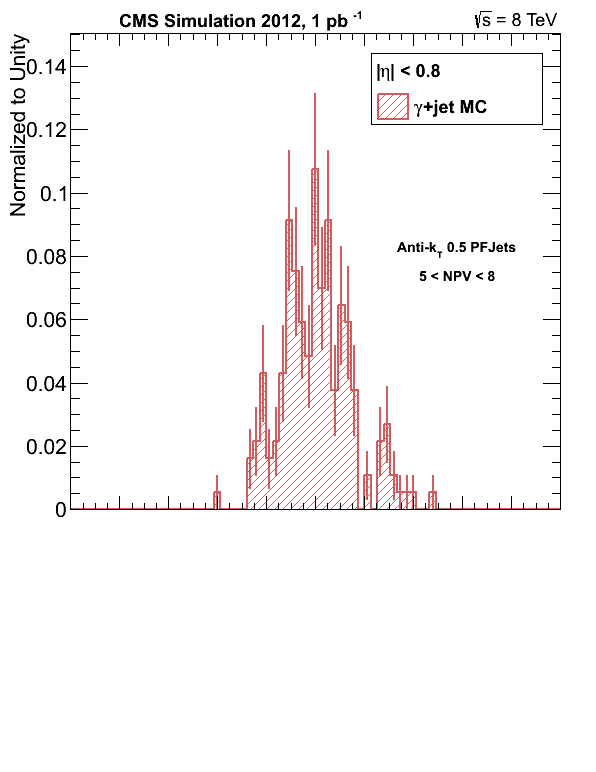 CMS Simulation 2012, 1 pb ⁻¹
√s = 8 TeV
Normalized to Unity
0.14
0.12
0.1
0.08
0.06
0.04
0.02
0
|η| < 0.8
γ+jet MC
Anti-k_T 0.5 PFJets
5 < NPV < 8